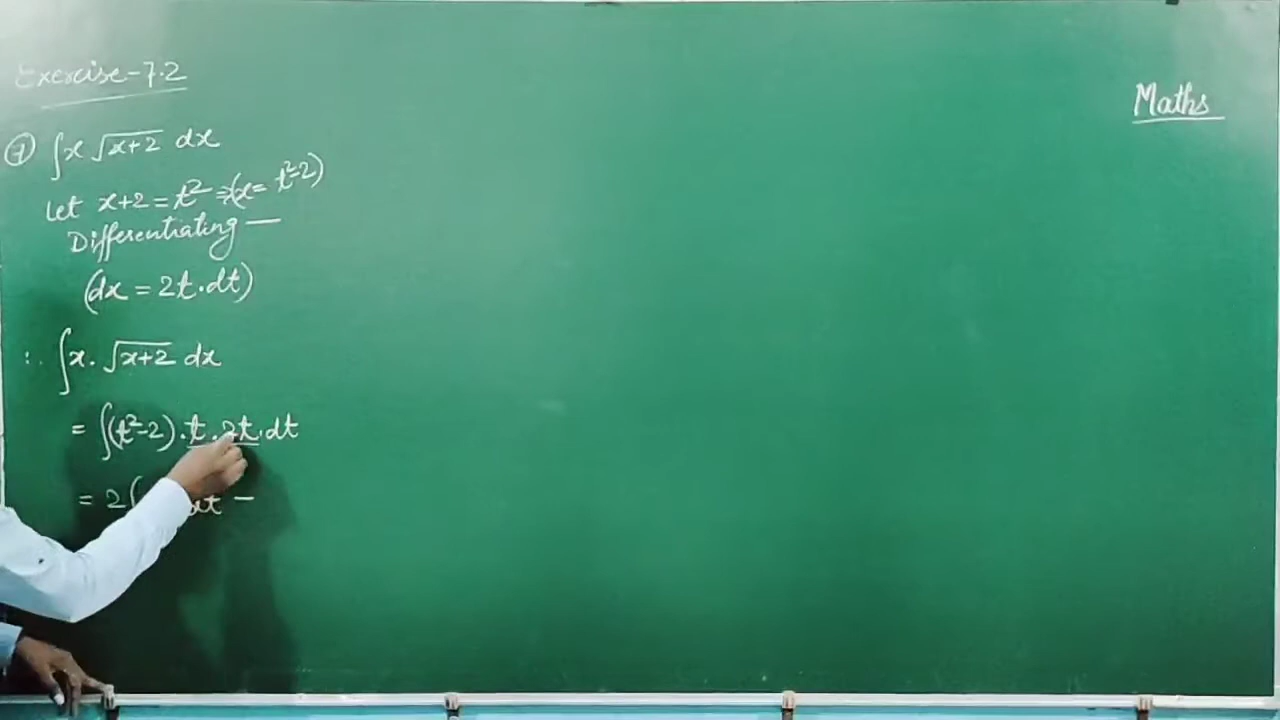 Exercise-7.2
Maths
⑦ ∫x √x+2 dx
Let x+2 = t² ⇒ (x = t²-2)
Differentiating —
(dx = 2t.dt)
∴ ∫x. √x+2 dx
= ∫(t²-2).t.2t.dt
= 2∫ dt -